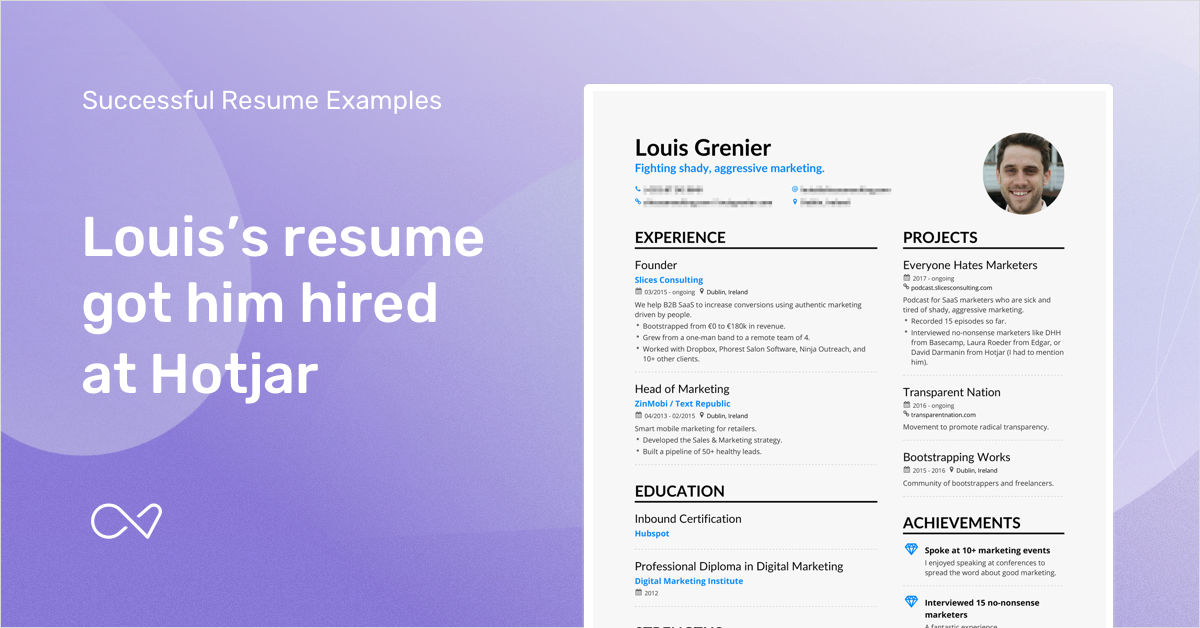 Successful Resume Examples
Louis’s resume
got him hired
at Hotjar
Louis Grenier
Fighting shady, aggressive marketing.
Dublin, Ireland
EXPERIENCE
Founder
Slices Consulting
03/2015 - ongoing Dublin, Ireland
We help B2B SaaS to increase conversions using authentic marketing
driven by people.
* Bootstrapped from €0 to €180k in revenue.
* Grew from a one-man band to a remote team of 4.
* Worked with Dropbox, Phorest Salon Software, Ninja Outreach, and
10+ other clients.
Head of Marketing
ZinMobi / Text Republic
04/2013 - 02/2015 Dublin, Ireland
Smart mobile marketing for retailers.
* Developed the Sales & Marketing strategy.
* Built a pipeline of 50+ healthy leads.
EDUCATION
Inbound Certification
Hubspot
Professional Diploma in Digital Marketing
Digital Marketing Institute
2012
PROJECTS
Everyone Hates Marketers
2017 - ongoing
podcast.slicesconsulting.com
Podcast for SaaS marketers who are sick and
tired of shady, aggressive marketing.
* Recorded 15 episodes so far.
* Interviewed no-nonsense marketers like DHH
from Basecamp, Laura Roeder from Edgar, or
David Darmanin from Hotjar (I had to mention
him).
Transparent Nation
2016 - ongoing
transparentnation.com
Movement to promote radical transparency.
Bootstrapping Works
2015 - 2016 Dublin, Ireland
Community of bootstrappers and freelancers.
ACHIEVEMENTS
Spoke at 10+ marketing events
I enjoyed speaking at conferences to
spread the word about good marketing.
Interviewed 15 no-nonsense
marketers
A fantastic experience